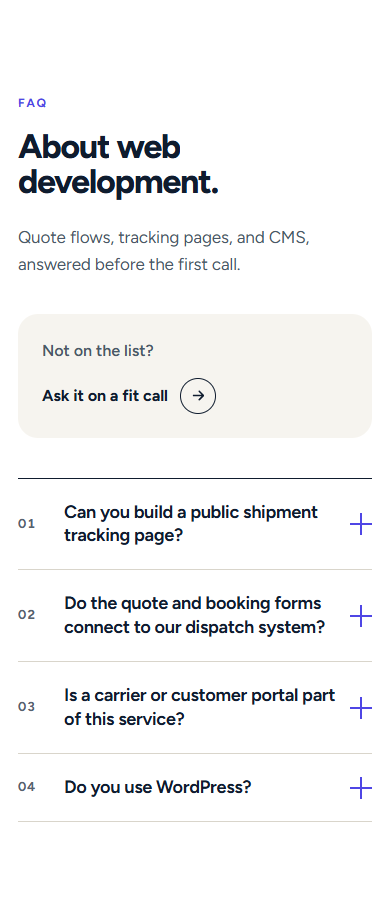 FAQ
About web
development.
Quote flows, tracking pages, and CMS,
answered before the first call.
Not on the list?
Ask it on a fit call
01
Can you build a public shipment
tracking page?
02
Do the quote and booking forms
connect to our dispatch system?
03
Is a carrier or customer portal part
of this service?
04
Do you use WordPress?